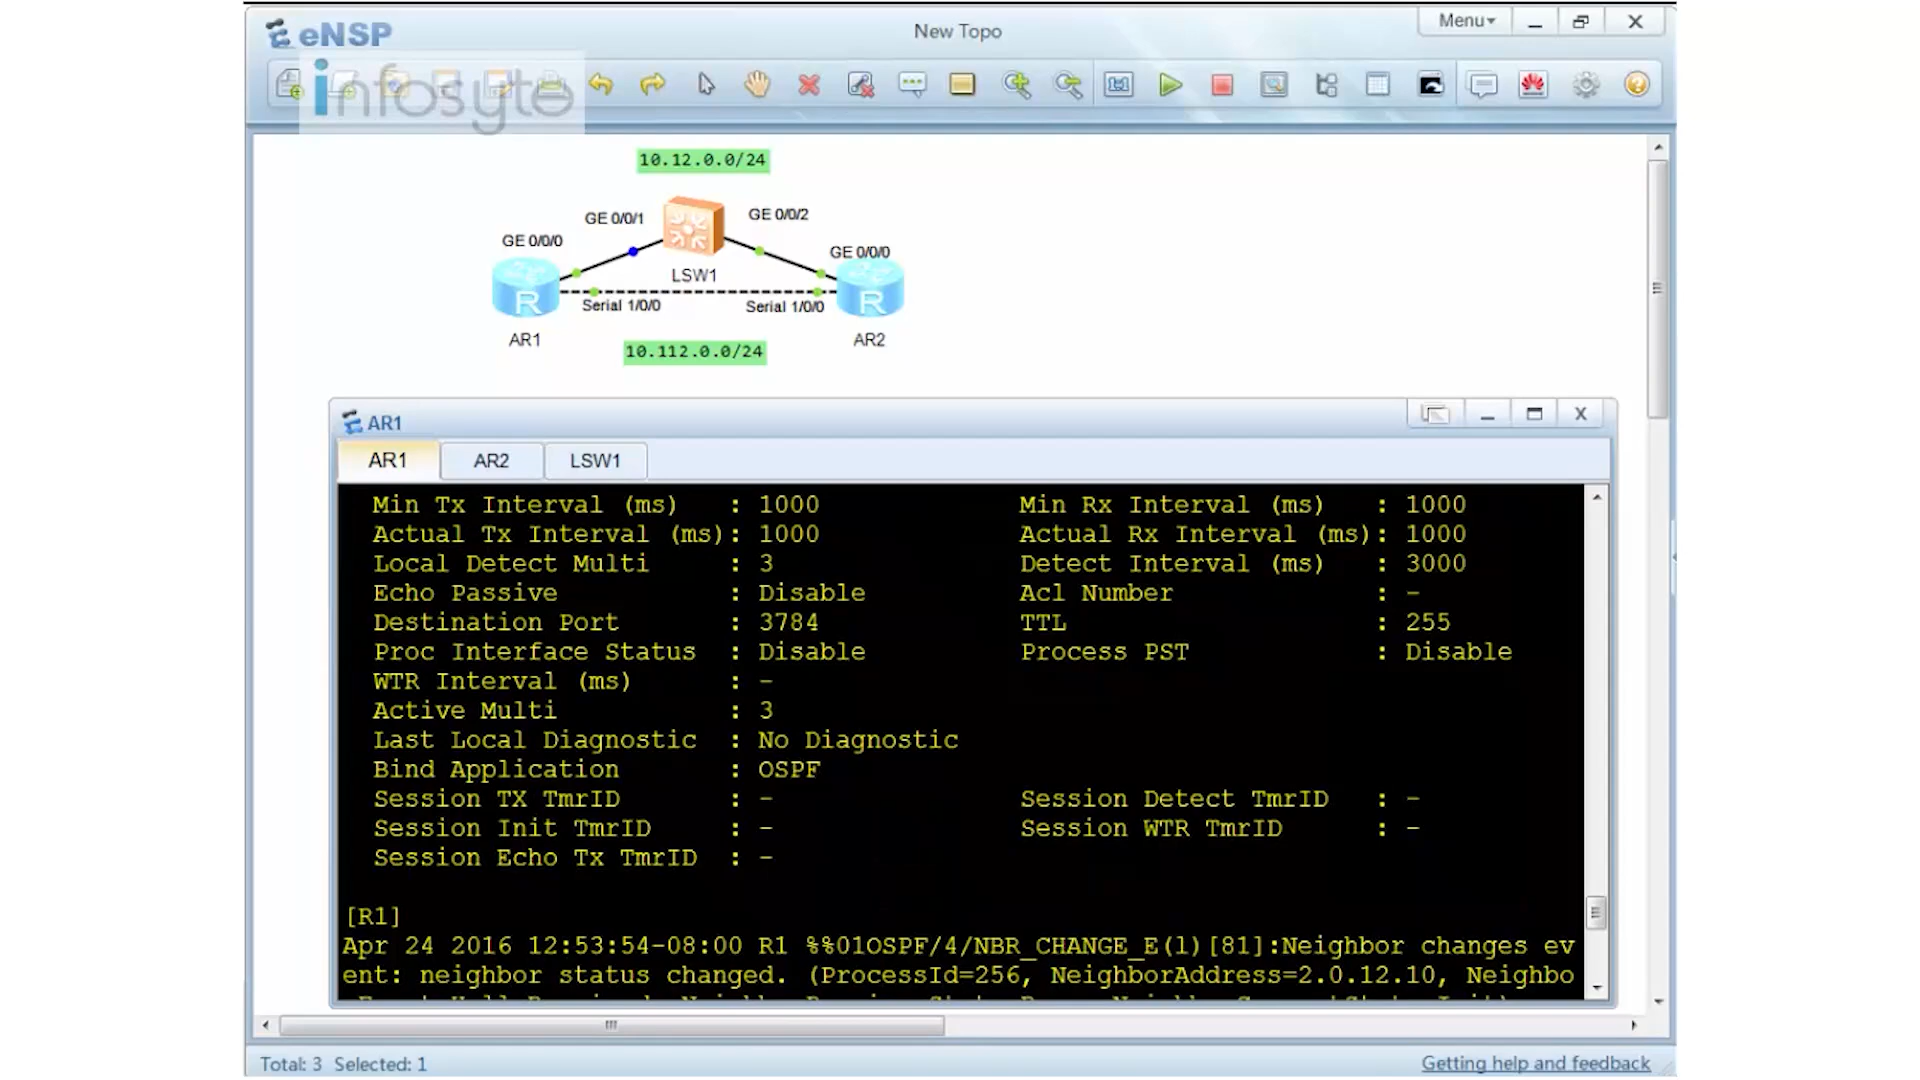 eNSP
New Topo
Menu
infosyte
10.12.0.0/24
GE 0/0/1
GE 0/0/2
GE 0/0/0
GE 0/0/0
LSW1
Serial 1/0/0
Serial 1/0/0
R
R
AR1
AR2
10.112.0.0/24
AR1
AR1 AR2 LSW1
Min Tx Interval (ms) : 1000 Min Rx Interval (ms) : 1000
Actual Tx Interval (ms): 1000 Actual Rx Interval (ms): 1000
Local Detect Multi : 3 Detect Interval (ms) : 3000
Echo Passive : Disable Acl Number : -
Destination Port : 3784 TTL : 255
Proc Interface Status : Disable Process PST : Disable
WTR Interval (ms) : -
Active Multi : 3
Last Local Diagnostic : No Diagnostic
Bind Application : OSPF
Session TX TmrID : - Session Detect TmrID : -
Session Init TmrID : - Session WTR TmrID : -
Session Echo Tx TmrID : -
[R1]
Apr 24 2016 12:53:54-08:00 R1 %%01OSPF/4/NBR_CHANGE_E(l)[81]:Neighbor changes ev
ent: neighbor status changed. (ProcessId=256, NeighborAddress=2.0.12.10, Neighbo
Total: 3 Selected: 1
Getting help and feedback